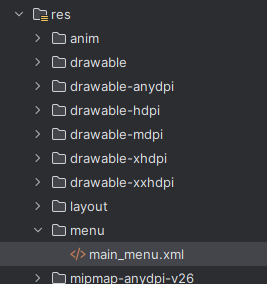 res
anim
drawable
drawable-anydpi
drawable-hdpi
drawable-mdpi
drawable-xhdpi
drawable-xxhdpi
layout
menu
</> main_menu.xml
mipmap-anydpi-v26